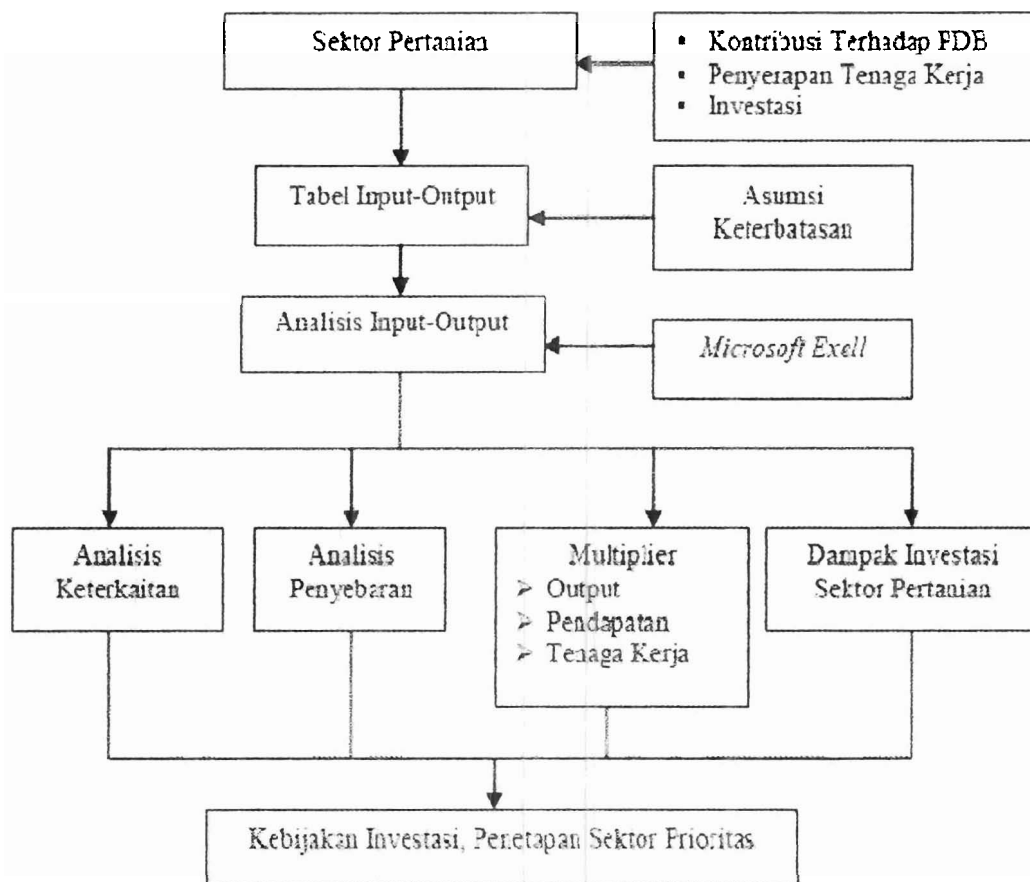 Sektor Pertanian
▪ Kontribusi Terhadap PDB
▪ Penyerapan Tenaga Kerja
▪ Investasi
Tabel Input-Output
Asumsi
Keterbatasan
Analisis Input-Output
Microsoft Exell
Analisis
Keterkaitan
Analisis
Penyebaran
Multiplier
➢ Output
➢ Pendapatan
➢ Tenaga Kerja
Dampak Investasi
Sektor Pertanian
Kebijakan Investasi, Penetapan Sektor Prioritas